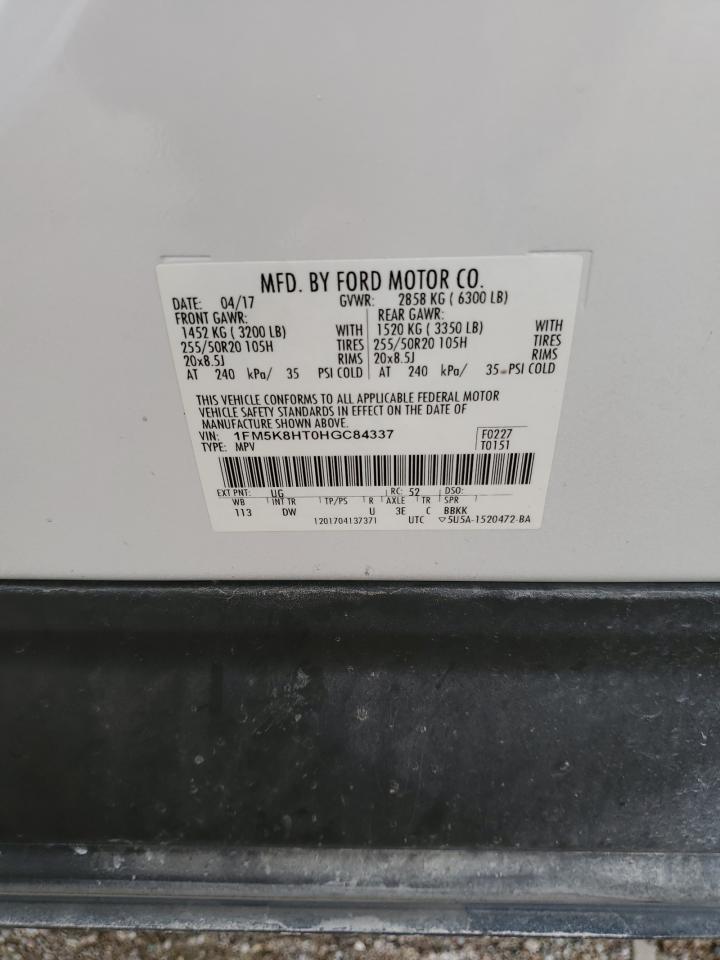 MFD. BY FORD MOTOR CO.
DATE: 04/17 GVWR: 2858 KG ( 6300 LB)
FRONT GAWR: REAR GAWR:
1452 KG ( 3200 LB) WITH 1520 KG ( 3350 LB) WITH
255/50R20 105H TIRES 255/50R20 105H TIRES
20x8.5J RIMS 20x8.5J RIMS
AT 240 kPa/ 35 PSI COLD AT 240 kPa/ 35 PSI COLD
THIS VEHICLE CONFORMS TO ALL APPLICABLE FEDERAL MOTOR
VEHICLE SAFETY STANDARDS IN EFFECT ON THE DATE OF
MANUFACTURE SHOWN ABOVE.
VIN: 1FM5K8HT0HGC84337 F0227
TYPE: MPV T0151
EXT PNT: UG RC: 52 DSO:
WB INT TR TP/PS R AXLE TR SPR
113 DW U 3E C BBKK
1201704137371 UTC ▽5U5A-1520472-BA